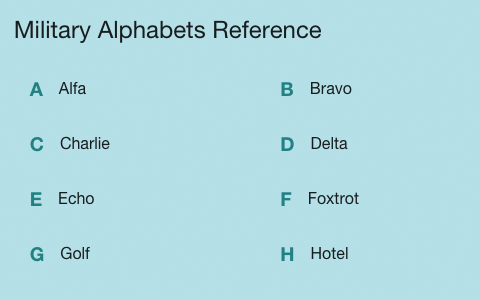 Military Alphabets Reference
A Alfa
B Bravo
C Charlie
D Delta
E Echo
F Foxtrot
G Golf
H Hotel